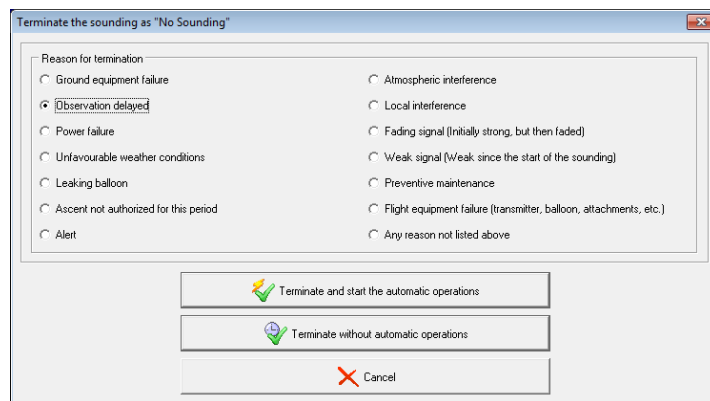 Terminate the sounding as "No Sounding"
Reason for termination
Ground equipment failure
Observation delayed
Power failure
Unfavourable weather conditions
Leaking balloon
Ascent not authorized for this period
Alert
Atmospheric interference
Local interference
Fading signal (Initially strong, but then faded)
Weak signal (Weak since the start of the sounding)
Preventive maintenance
Flight equipment failure (transmitter, balloon, attachments, etc.)
Any reason not listed above
Terminate and start the automatic operations
Terminate without automatic operations
Cancel